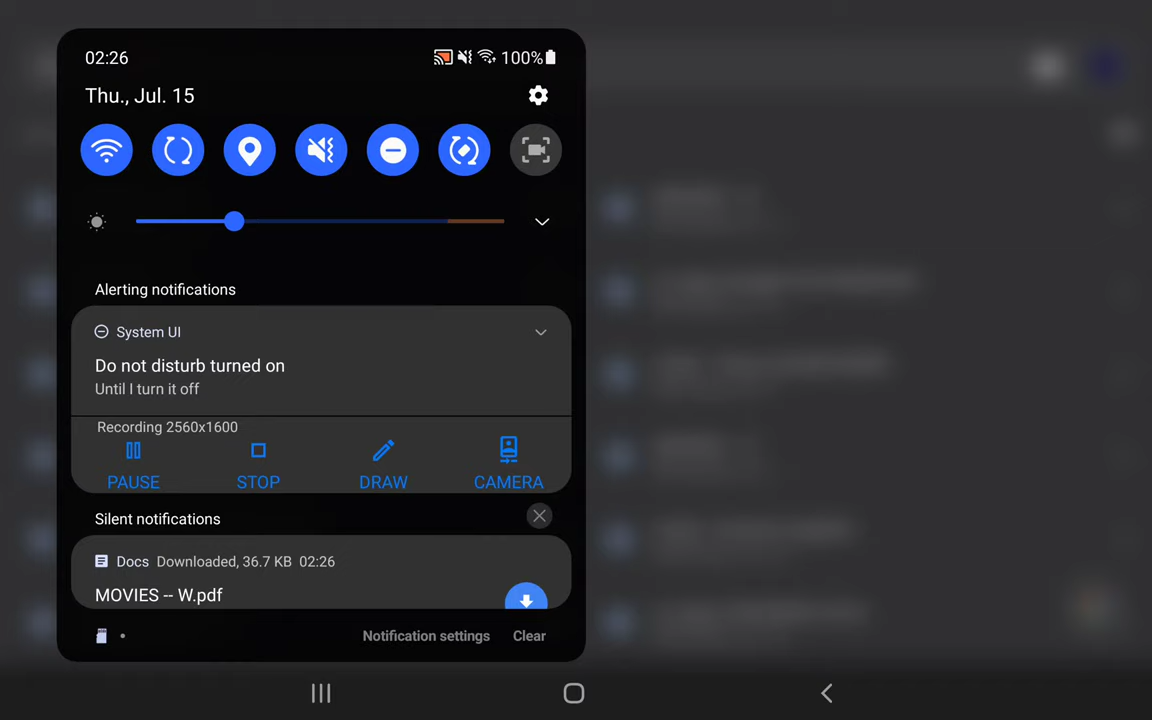 02:26 100%
Thu., Jul. 15
Alerting notifications
System UI
Do not disturb turned on
Until I turn it off
Recording 2560x1600
PAUSE STOP DRAW CAMERA
Silent notifications
Docs Downloaded, 36.7 KB 02:26
MOVIES -- W.pdf
Notification settings Clear